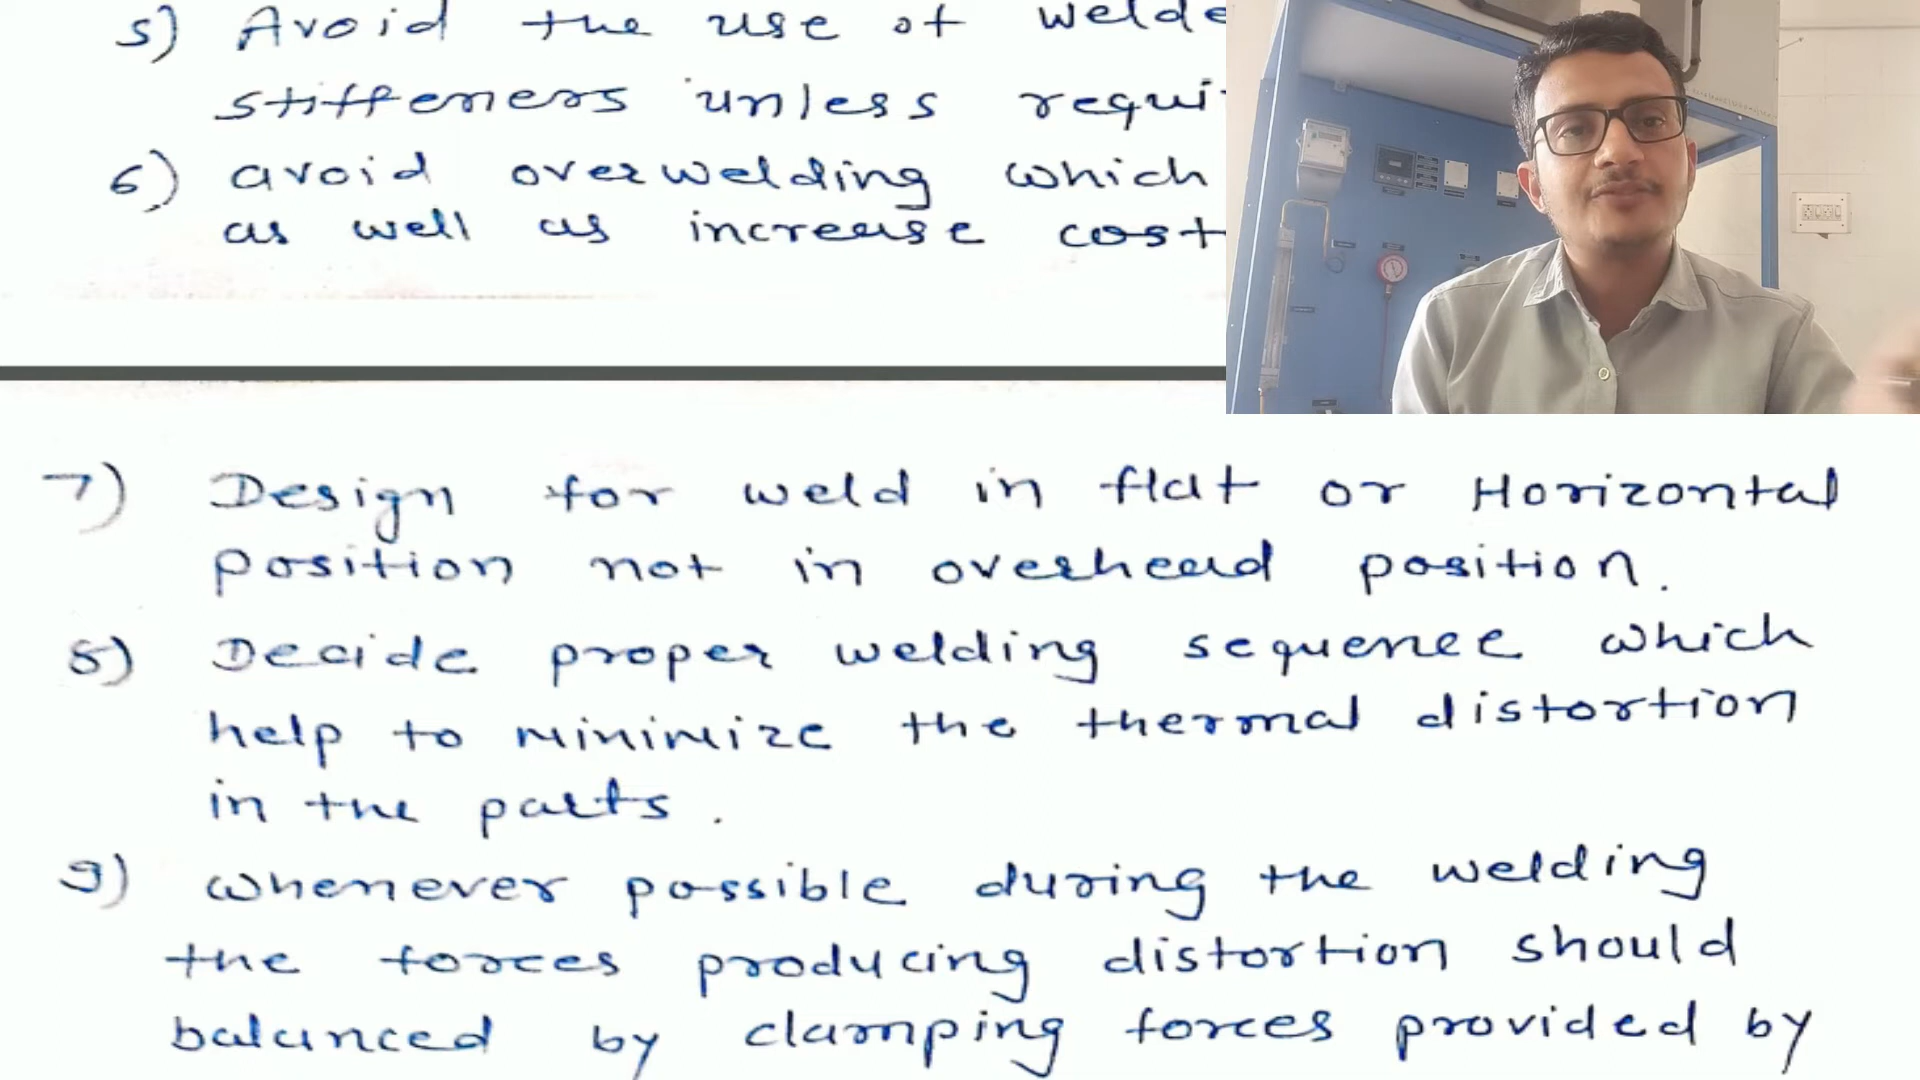 5) Avoid the use of welde
stiffeners unless requi
6) avoid overwelding which
as well as increase cost
7) Design for weld in flat or Horizontal
position not in overhead position.
8) Decide proper welding sequence which
help to minimize the thermal distortion
in the parts.
9) whenever possible during the welding
the forces producing distortion should
balanced by clamping forces provided by